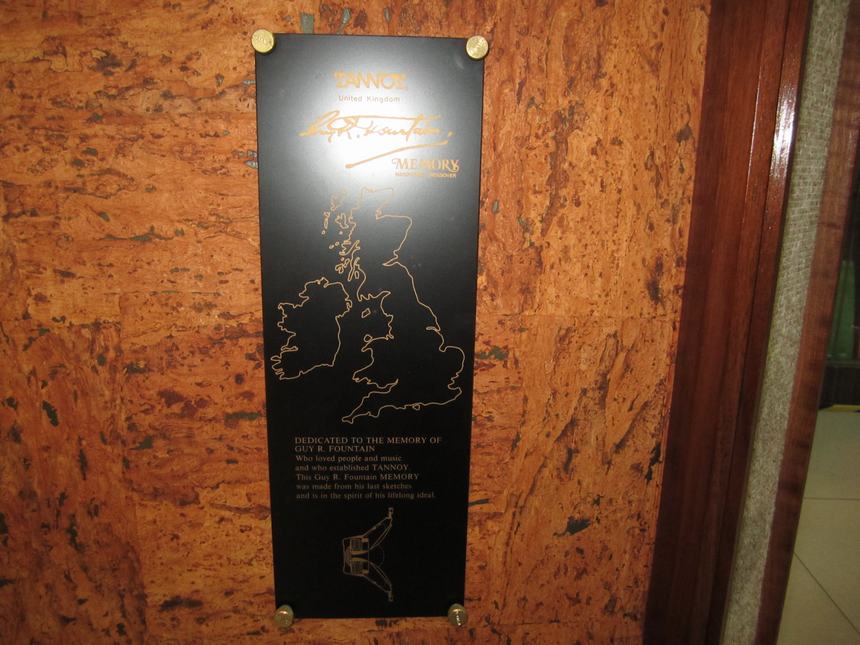 TANNOY
United Kingdom
Guy R. Fountain.
MEMORY
DEDICATED TO THE MEMORY OF
GUY R. FOUNTAIN
Who loved people and music
and who established TANNOY.
This Guy R. Fountain MEMORY
was made from his last sketches
and is in the spirit of his lifelong ideal.